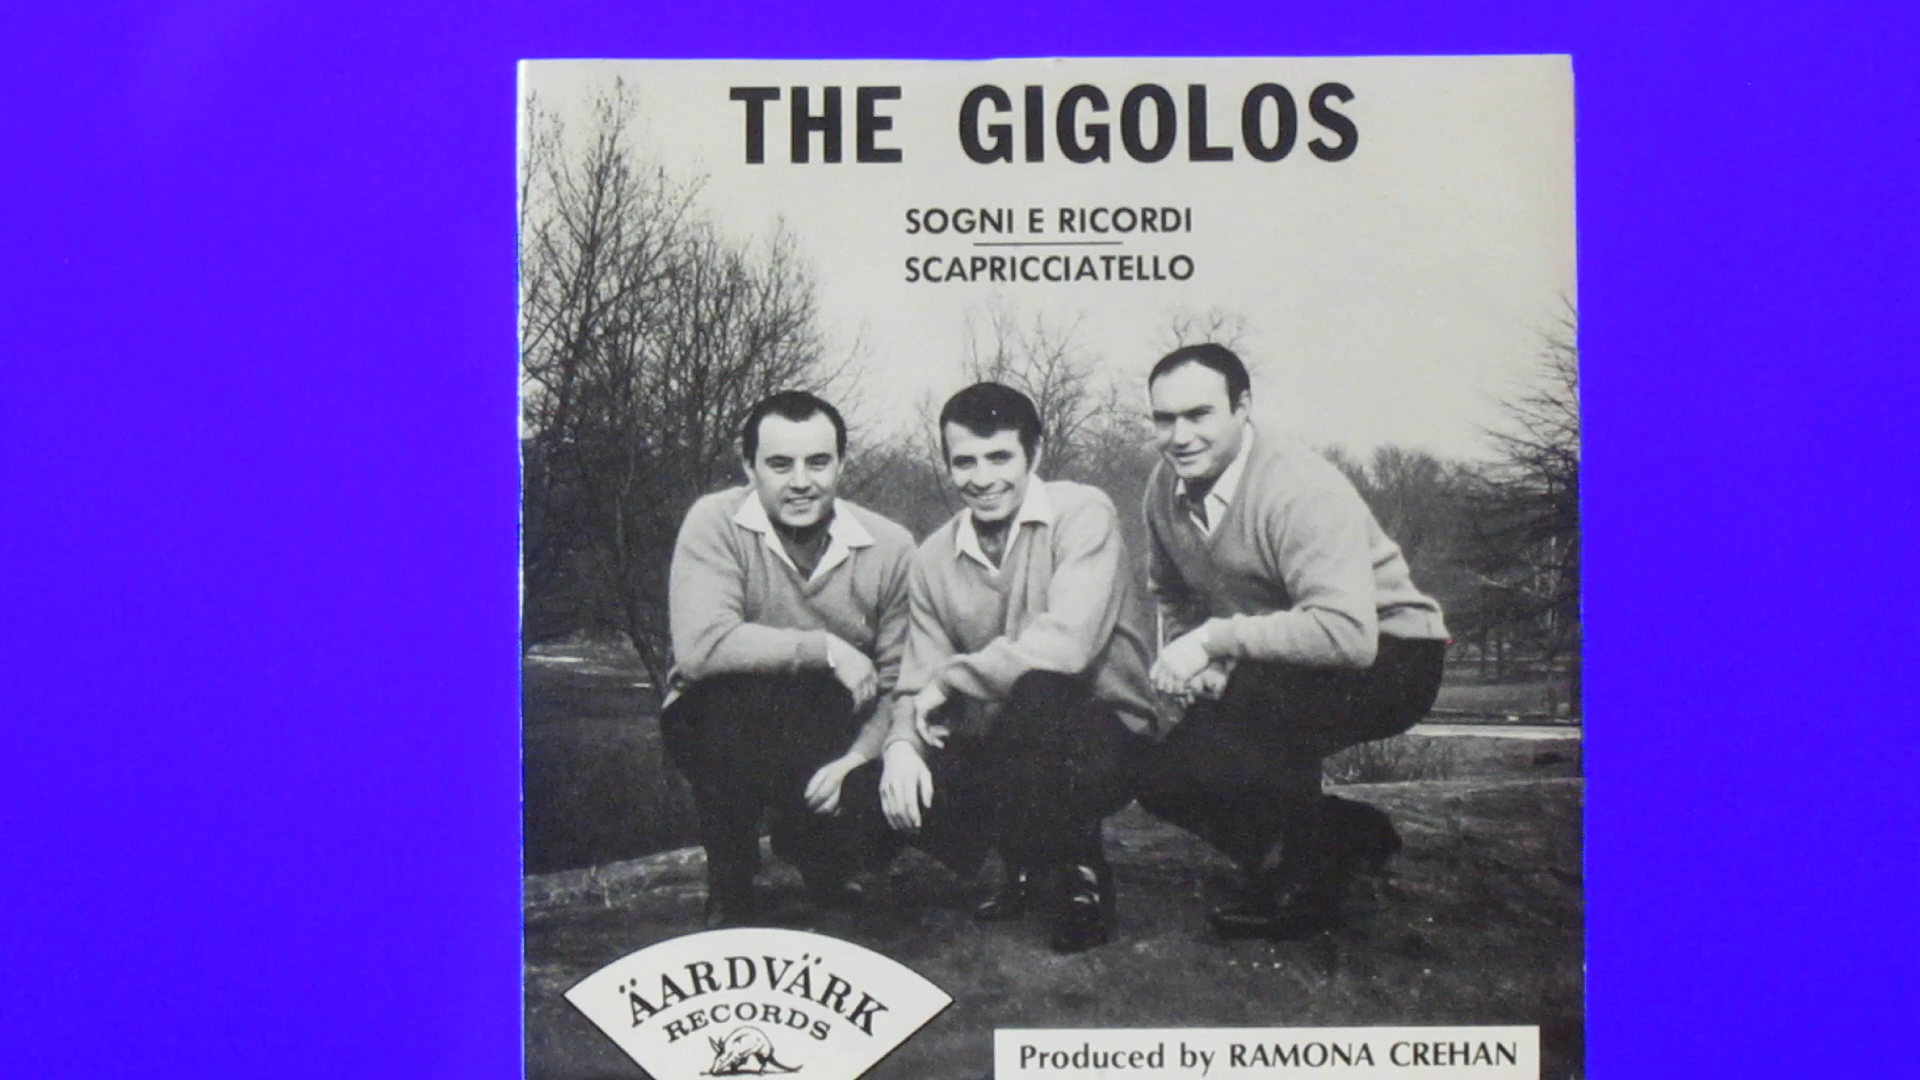 THE GIGOLOS
SOGNI E RICORDI
SCAPRICCIATELLO
ÄARDVÄRK
RECORDS
Produced by RAMONA CREHAN